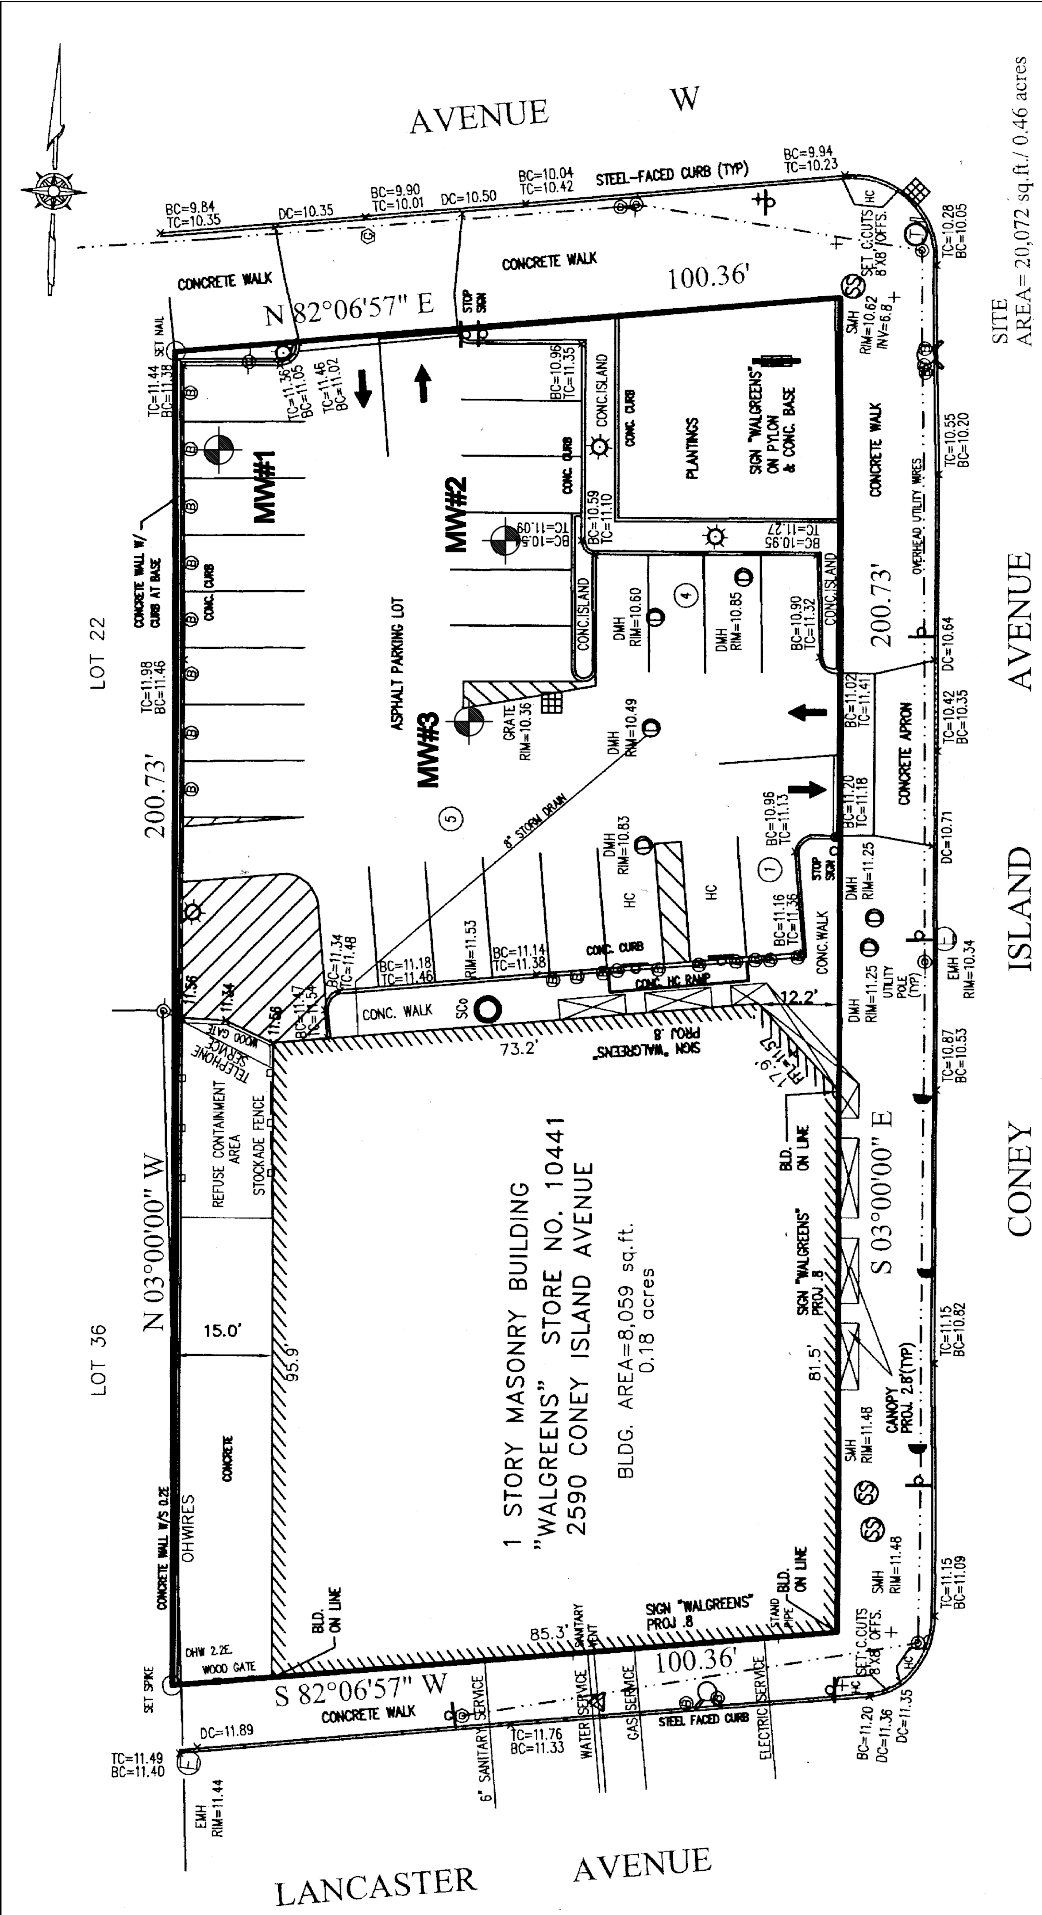 AVENUE W
SITE
AREA= 20,072 sq.ft./ 0.46 acres
BC=9.84
TC=10.35
DC=10.35
BC=9.90
TC=10.01
DC=10.50
BC=10.04
TC=10.42
STEEL-FACED CURB (TYP)
BC=9.94
TC=10.23
HC
CONCRETE WALK
CONCRETE WALK
N 82°06'57" E
100.36'
SET NAIL
STOP
SIGN
SET C.CUTS
8'X8' OFFS.
T
TC=10.28
BC=10.05
SS
SMH
RIM=10.62
INV=6.8
TC=11.44
BC=11.38
TC=11.36
BC=11.05
TC=11.46
BC=11.02
BC=10.96
TC=11.35
CONC.ISLAND
CONC. CURB
CONC. CURB
PLANTINGS
SIGN "WALGREENS"
ON PYLON
& CONC. BASE
CONCRETE WALK
TC=10.55
BC=10.20
OVERHEAD UTILITY WIRES
MW#1
MW#2
MW#3
CONCRETE WALL W/
CURB AT BASE
CONC. CURB
LOT 22
BC=10.59
TC=11.10
TC=11.09
TC=11.27
BC=10.95
CONC.ISLAND
CONC.ISLAND
DMH
RIM=10.60
4
DMH
RIM=10.85
BC=10.90
TC=11.32
200.73'
DC=10.64
TC=11.98
BC=11.46
ASPHALT PARKING LOT
GRATE
RIM=10.36
DMH
RIM=10.49
BC=11.02
TC=11.41
TC=10.42
BC=10.35
CONCRETE APRON
200.73'
5
8" STORM DRAIN
DMH
RIM=10.83
BC=10.96
TC=11.13
BC=11.20
TC=11.18
DC=10.71
1
STOP
SIGN
HC
HC
DMH
RIM=11.25
BC=11.34
TC=11.48
BC=11.18
TC=11.46
RIM=11.53
BC=11.14
TC=11.38
CONC. CURB
BC=11.16
TC=11.36
CONC.WALK
DMH
RIM=11.25
UTILITY
POLE
(TYP)
EMH
RIM=10.34
11.56
11.54
11.56
BC=11.47
TC=11.54
CONC. WALK
SCo
CONC. HC RAMP
12.2'
TELEPHONE
SERVICE
WOOD GATE
73.2'
SIGN "WALGREENS"
PROJ .8
17.9'
FFL=11.57
TC=10.87
BC=10.53
REFUSE CONTAINMENT
AREA
STOCKADE FENCE
N 03°00'00" W
BLD.
ON LINE
S 03°00'00" E
LOT 36
15.0'
95.9'
1 STORY MASONRY BUILDING
"WALGREENS" STORE NO. 10441
2590 CONEY ISLAND AVENUE
BLDG. AREA=8,059 sq.ft.
0.18 acres
SIGN "WALGREENS"
PROJ .8
81.5'
CANOPY
PROJ. 2.8'(TYP)
TC=11.15
BC=10.82
CONCRETE
SMH
RIM=11.48
SS
SS
SMH
RIM=11.48
CONCRETE WALL W/S 0.2E
OHWIRES
BLD.
ON LINE
BLD.
ON LINE
STAND
PIPE
TC=11.15
BC=11.09
OHW 2.2E.
WOOD GATE
85.3'
SANITARY
VENT
SIGN "WALGREENS"
PROJ .8
SET C.CUTS
8'X8' OFFS.
HC
HC
SET SPIKE
S 82°06'57" W
100.36'
CONCRETE WALK
6" SANITARY SERVICE
WATER SERVICE
GAS SERVICE
ELECTRIC SERVICE
STEEL FACED CURB
BC=11.20
DC=11.36
DC=11.35
DC=11.89
TC=11.49
BC=11.40
TC=11.76
BC=11.33
EMH
RIM=11.44
LANCASTER AVENUE
CONEY ISLAND AVENUE